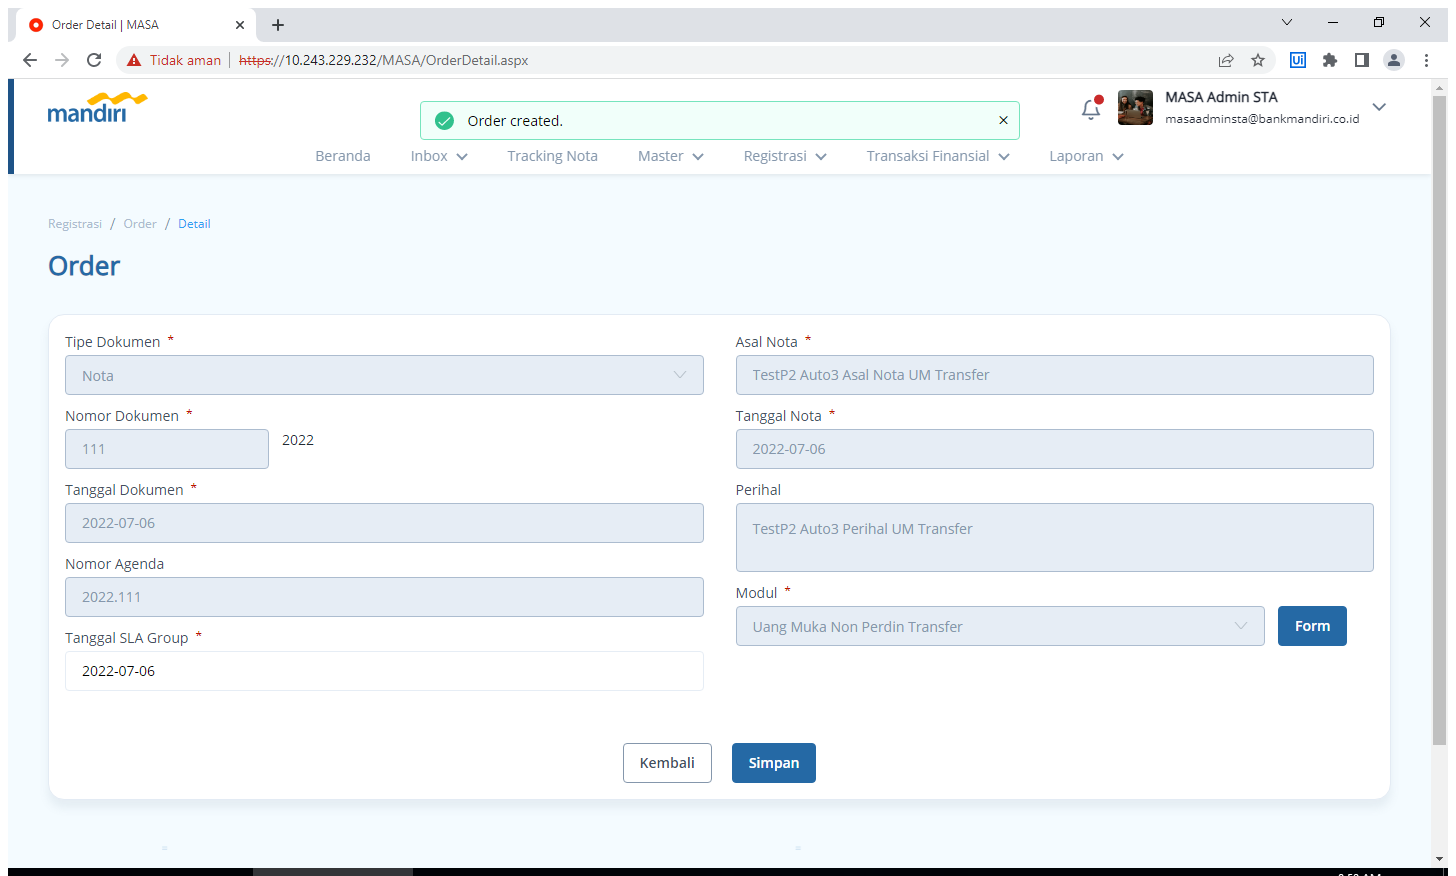 Order Detail | MASA
Tidak aman
https://10.243.229.232/MASA/OrderDetail.aspx
Ui
mandiri
Order created.
MASA Admin STA
masaadminsta@bankmandiri.co.id
Beranda Inbox Tracking Nota Master Registrasi Transaksi Finansial Laporan
Registrasi / Order / Detail
Order
Tipe Dokumen *
Nota
Nomor Dokumen *
111 2022
Tanggal Dokumen *
2022-07-06
Nomor Agenda
2022.111
Tanggal SLA Group *
2022-07-06
Asal Nota *
TestP2 Auto3 Asal Nota UM Transfer
Tanggal Nota *
2022-07-06
Perihal
TestP2 Auto3 Perihal UM Transfer
Modul *
Uang Muka Non Perdin Transfer
Form
Kembali Simpan